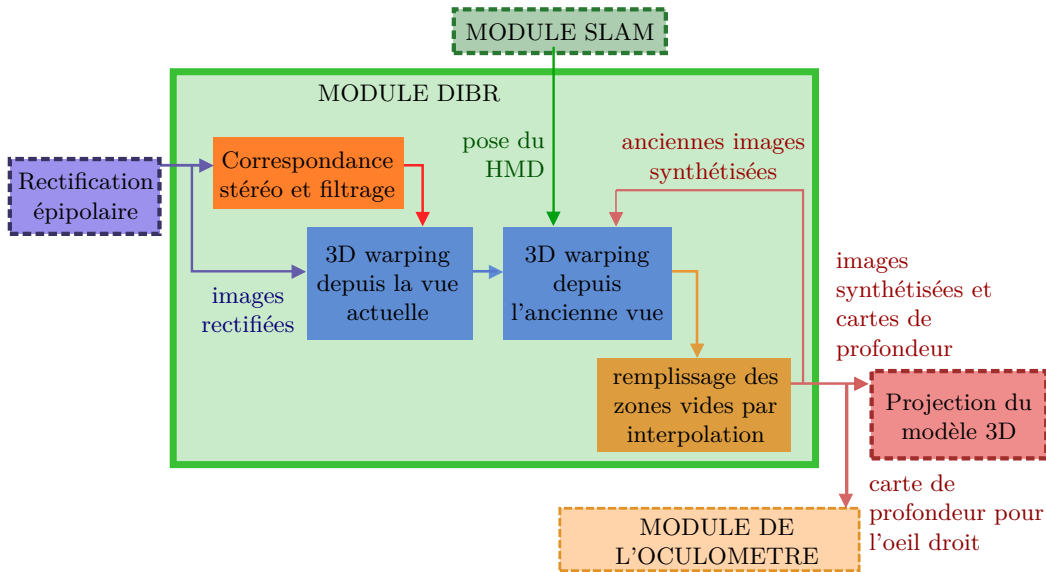 MODULE SLAM
MODULE DIBR
pose du
HMD
anciennes images
synthétisées
Rectification
épipolaire
Correspondance
stéréo et filtrage
3D warping
depuis la vue
actuelle
3D warping
depuis
l'ancienne vue
images
rectifiées
images
synthétisées et
cartes de
profondeur
remplissage des
zones vides par
interpolation
Projection du
modèle 3D
carte de
profondeur pour
l'oeil droit
MODULE DE
L'OCULOMETRE